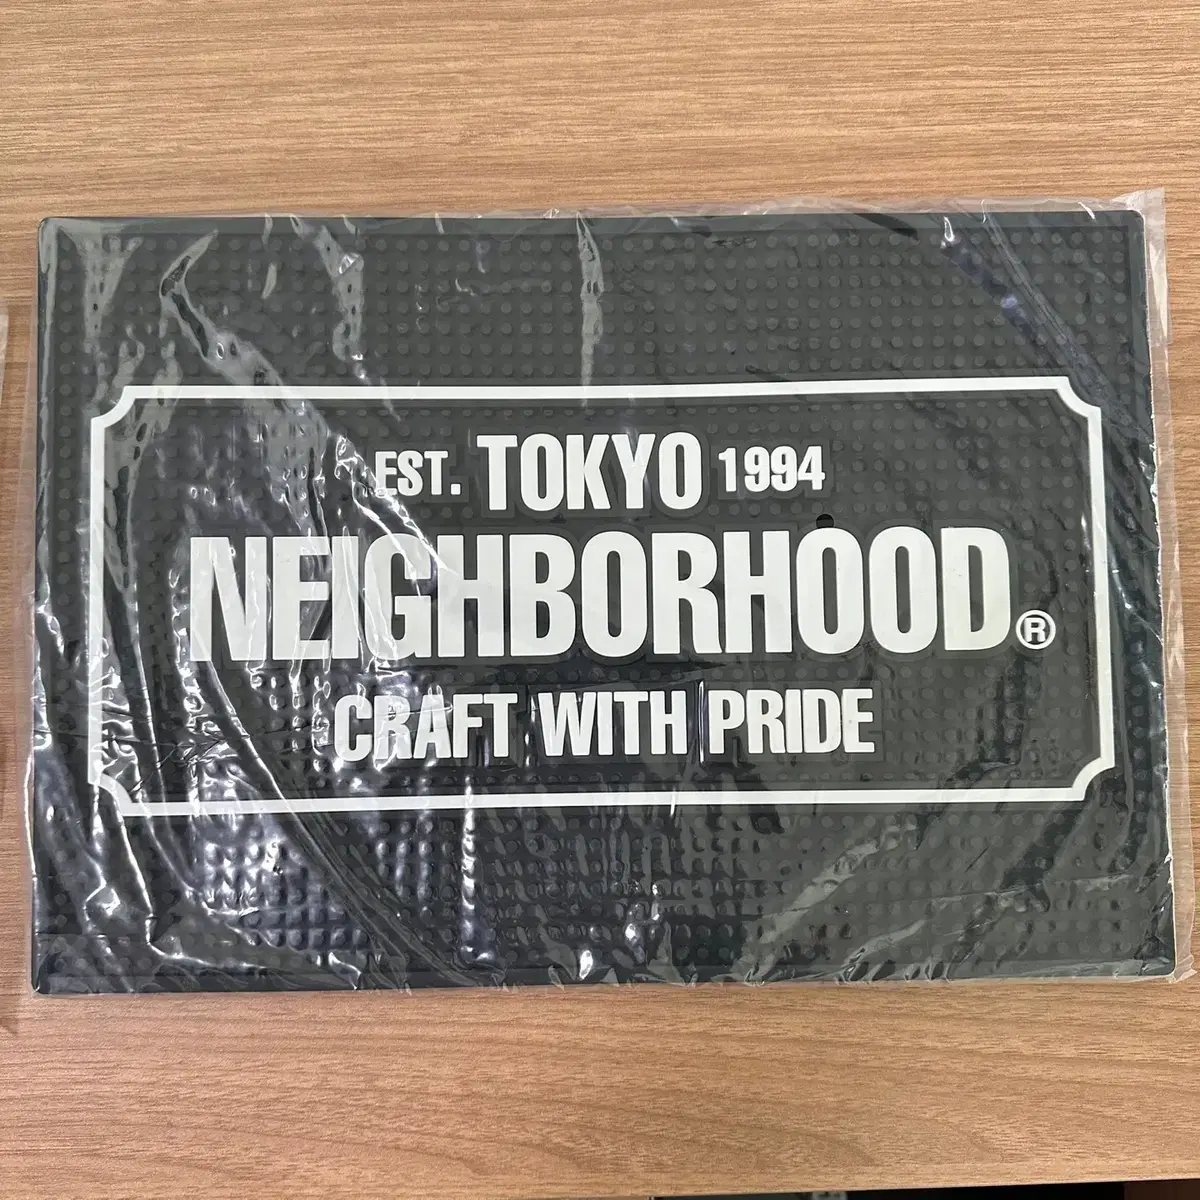 EST. TOKYO 1994
NEIGHBORHOOD®
CRAFT WITH PRIDE